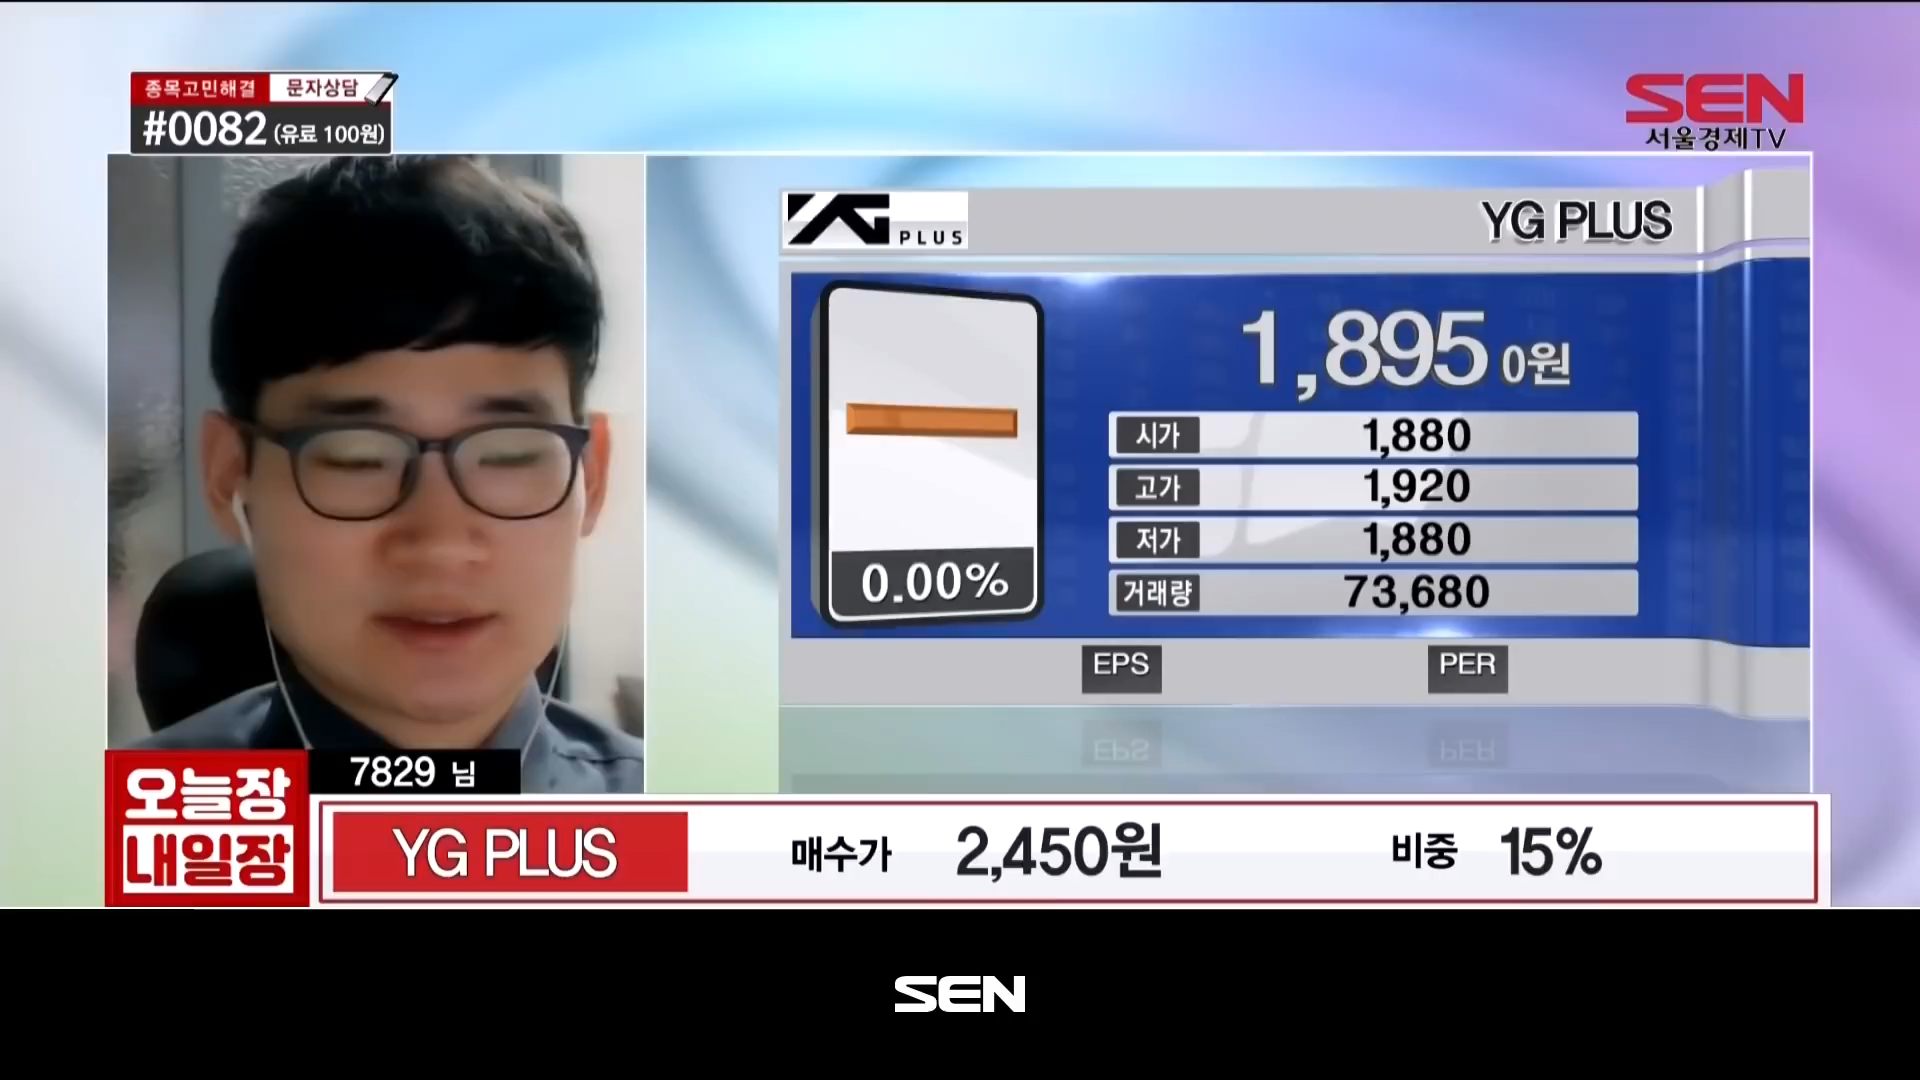 종목고민해결 문자상담
#0082 (유료 100원)
SEN
서울경제TV
YG PLUS
YG PLUS
1,895 0원
시가 1,880
고가 1,920
저가 1,880
거래량 73,680
0.00%
EPS PER
EPS PER
7829 님
오늘장
내일장
YG PLUS 매수가 2,450원 비중 15%
SEN